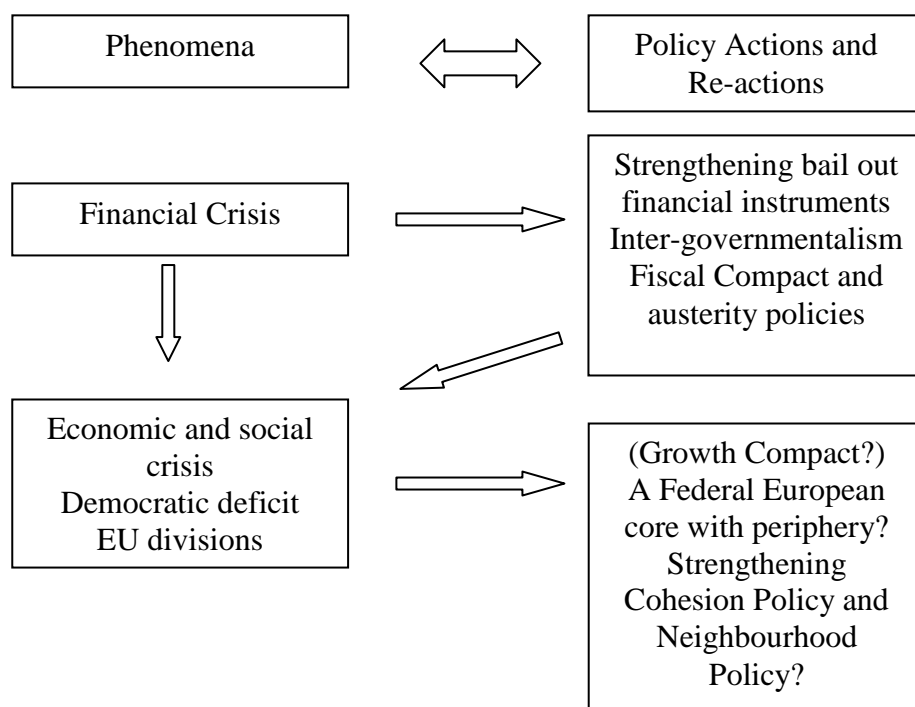 Phenomena
Policy Actions and
Re-actions
Financial Crisis
Strengthening bail out
financial instruments
Inter-governmentalism
Fiscal Compact and
austerity policies
Economic and social
crisis
Democratic deficit
EU divisions
(Growth Compact?)
A Federal European
core with periphery?
Strengthening
Cohesion Policy and
Neighbourhood
Policy?